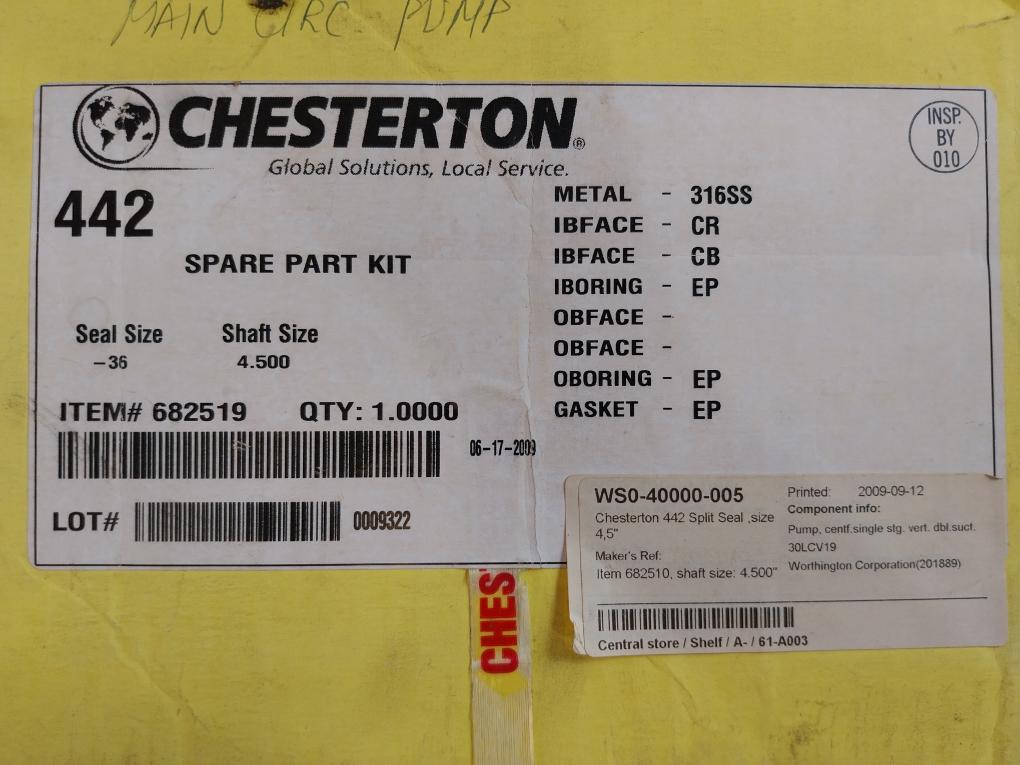 MAIN CIRC. PUMP
CHESTERTON®
Global Solutions, Local Service.
INSP.
BY
010
442
SPARE PART KIT
Seal Size Shaft Size
-36 4.500
ITEM# 682519 QTY: 1.0000
06-17-2009
LOT# 0009322
METAL - 316SS
IBFACE - CR
IBFACE - CB
IBORING - EP
OBFACE -
OBFACE -
OBORING - EP
GASKET - EP
WS0-40000-005
Chesterton 442 Split Seal ,size
4,5"
Maker's Ref:
Item 682510, shaft size: 4.500"
Printed: 2009-09-12
Component info:
Pump, centf.single stg. vert. dbl.suct.
30LCV19
Worthington Corporation(201889)
Central store / Shelf / A- / 61-A003
CHES